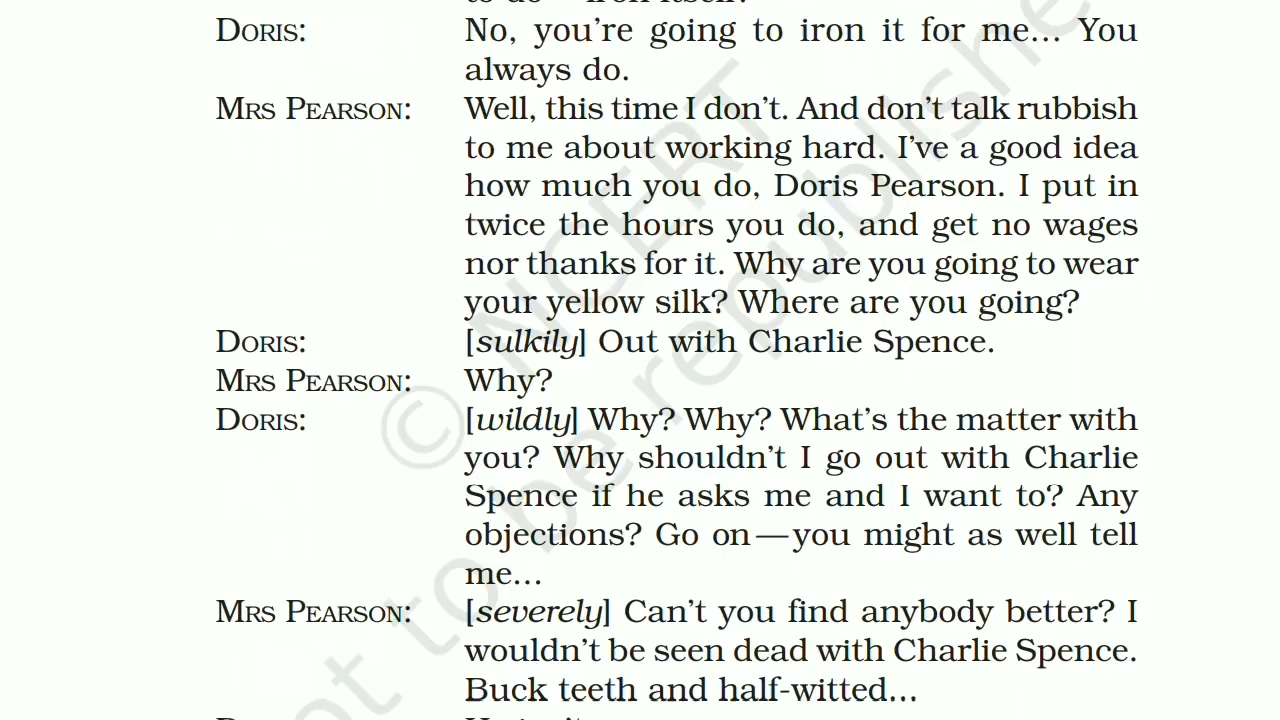 DORIS: No, you're going to iron it for me... You
always do.
MRS PEARSON: Well, this time I don't. And don't talk rubbish
to me about working hard. I've a good idea
how much you do, Doris Pearson. I put in
twice the hours you do, and get no wages
nor thanks for it. Why are you going to wear
your yellow silk? Where are you going?
DORIS: [sulkily] Out with Charlie Spence.
MRS PEARSON: Why?
DORIS: [wildly] Why? Why? What's the matter with
you? Why shouldn't I go out with Charlie
Spence if he asks me and I want to? Any
objections? Go on—you might as well tell
me...
MRS PEARSON: [severely] Can't you find anybody better? I
wouldn't be seen dead with Charlie Spence.
Buck teeth and half-witted...
© NCERT
not to be republished